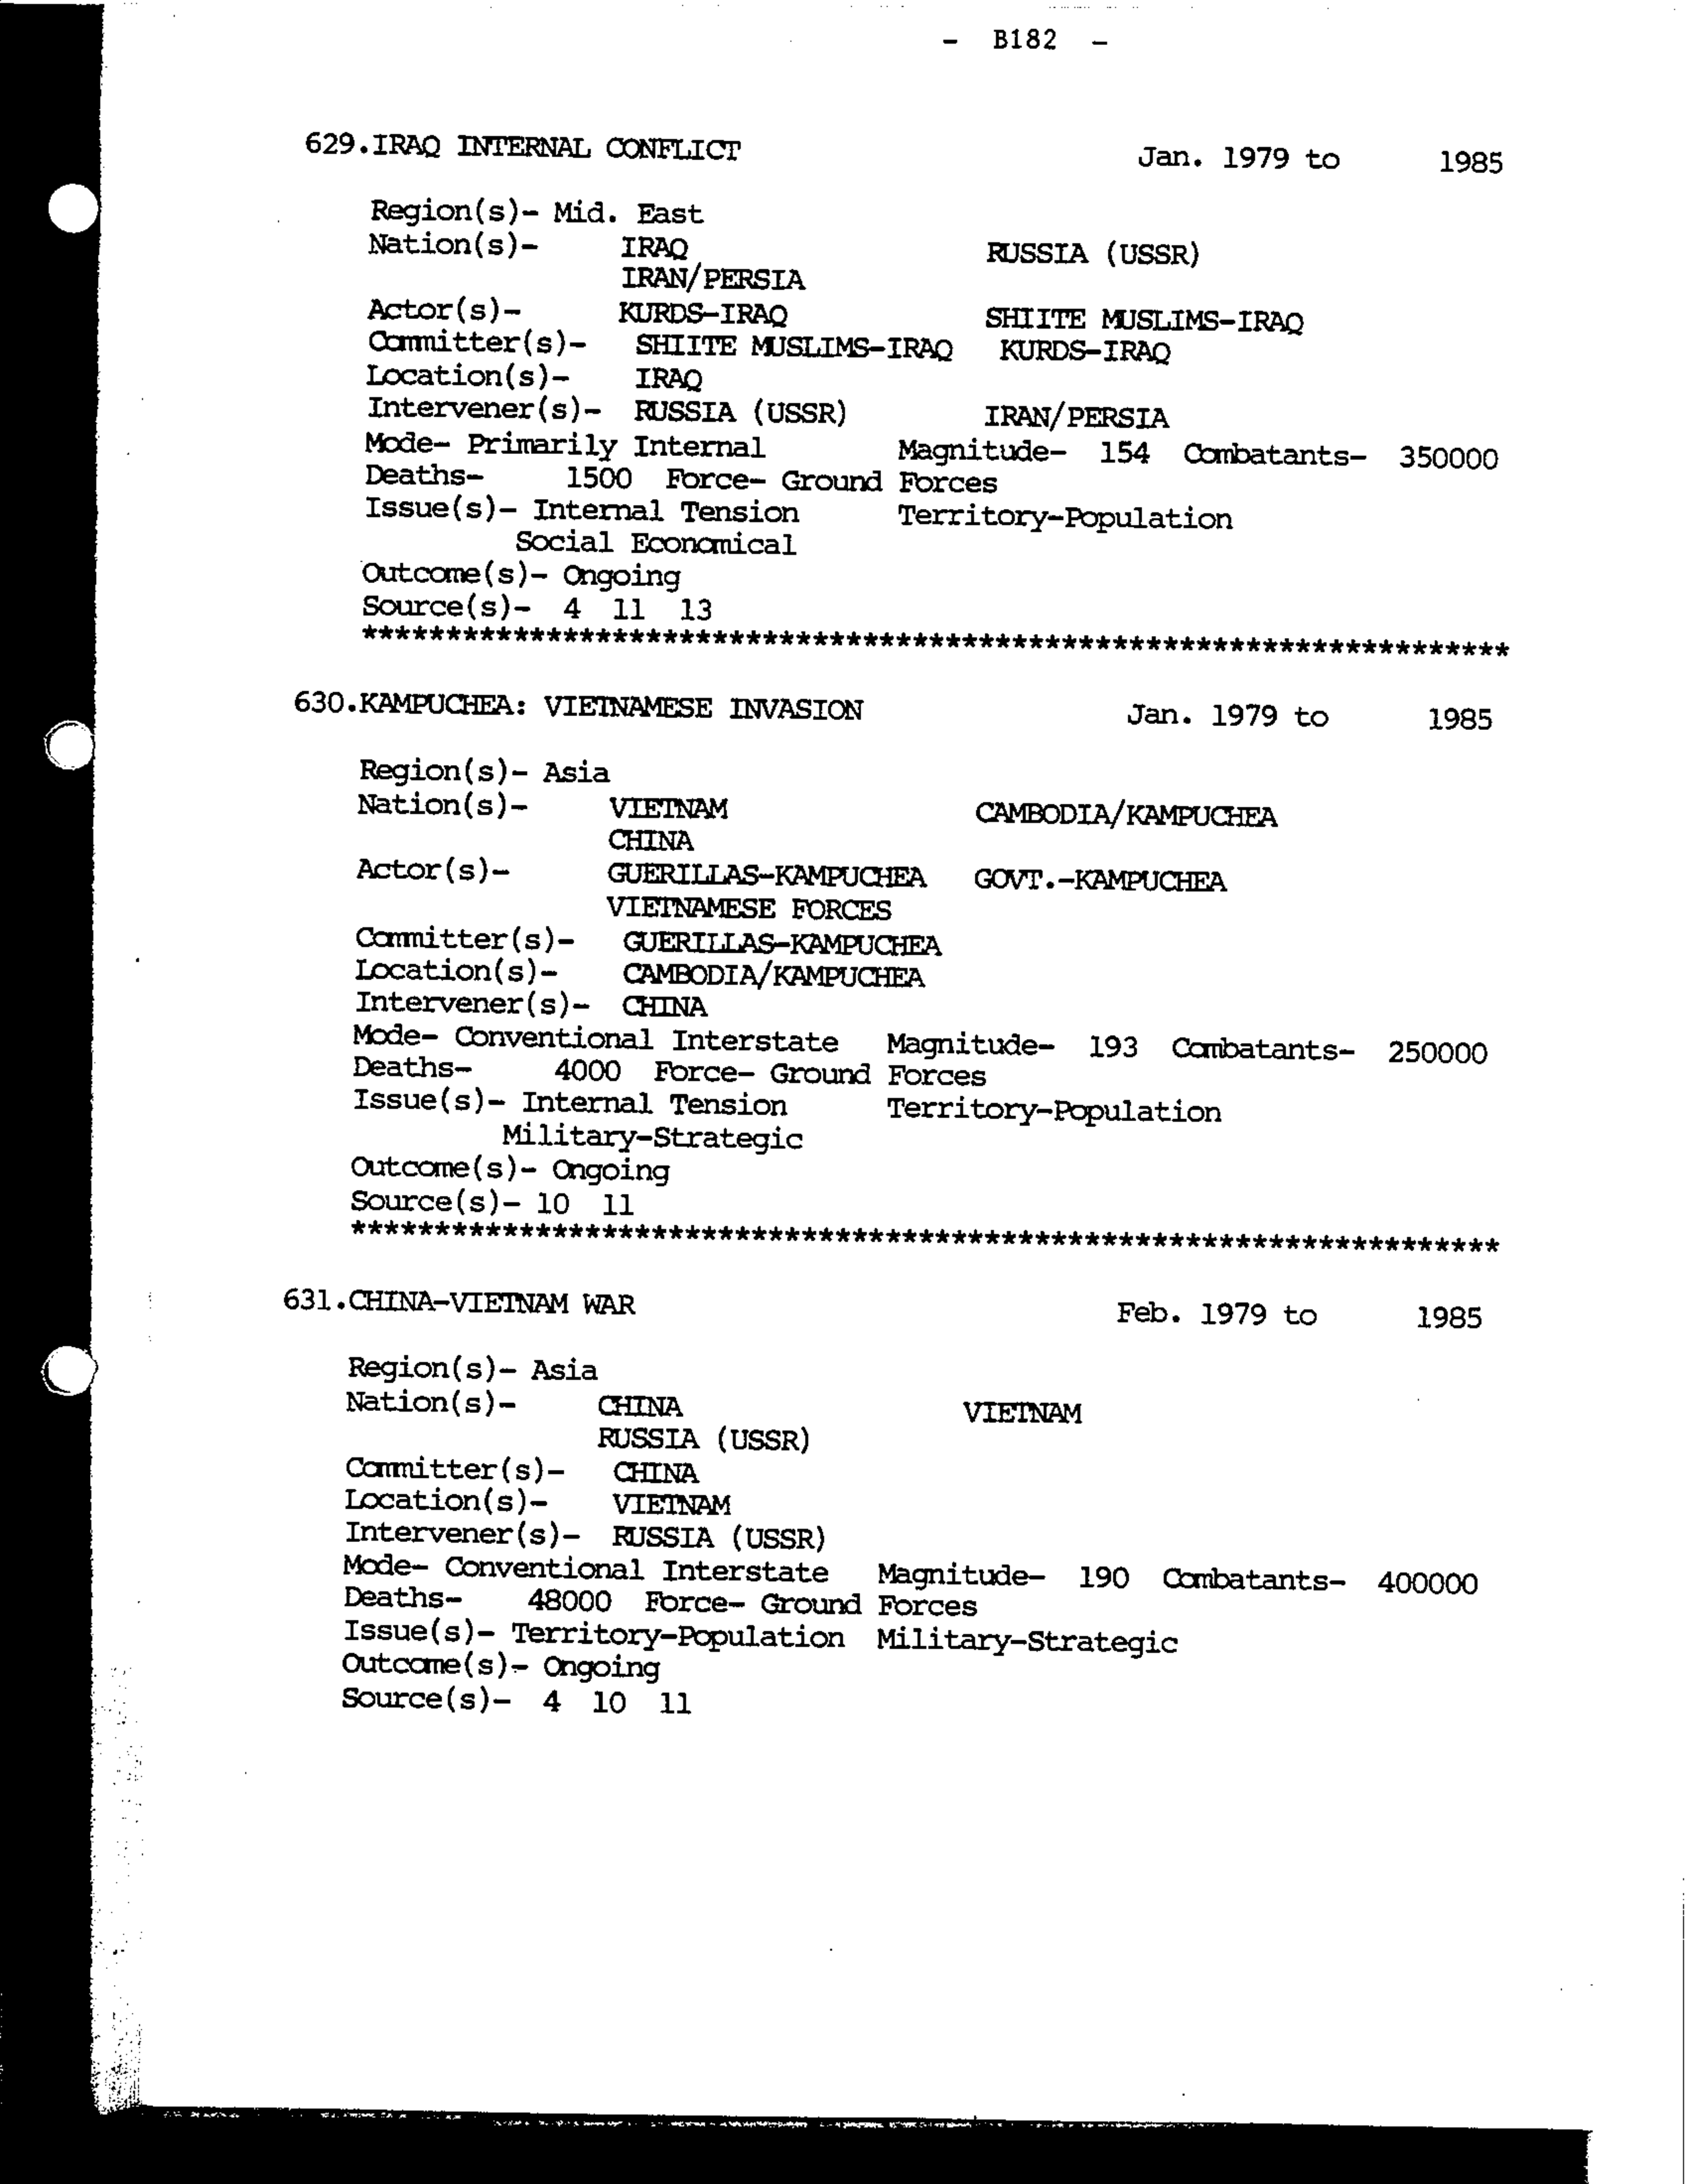 - B182 -
629.IRAQ INTERNAL CONFLICT Jan. 1979 to 1985
Region(s)- Mid. East
Nation(s)- IRAQ RUSSIA (USSR)
IRAN/PERSIA
Actor(s)- KURDS-IRAQ SHIITE MUSLIMS-IRAQ
Committer(s)- SHIITE MUSLIMS-IRAQ KURDS-IRAQ
Location(s)- IRAQ
Intervener(s)- RUSSIA (USSR) IRAN/PERSIA
Mode- Primarily Internal Magnitude- 154 Combatants- 350000
Deaths- 1500 Force- Ground Forces
Issue(s)- Internal Tension Territory-Population
Social Economical
Outcome(s)- Ongoing
Source(s)- 4 11 13
********************************************************************
630.KAMPUCHEA: VIETNAMESE INVASION Jan. 1979 to 1985
Region(s)- Asia
Nation(s)- VIETNAM CAMBODIA/KAMPUCHEA
CHINA
Actor(s)- GUERILLAS-KAMPUCHEA GOVT.-KAMPUCHEA
VIETNAMESE FORCES
Committer(s)- GUERILLAS-KAMPUCHEA
Location(s)- CAMBODIA/KAMPUCHEA
Intervener(s)- CHINA
Mode- Conventional Interstate Magnitude- 193 Combatants- 250000
Deaths- 4000 Force- Ground Forces
Issue(s)- Internal Tension Territory-Population
Military-Strategic
Outcome(s)- Ongoing
Source(s)- 10 11
********************************************************************
631.CHINA-VIETNAM WAR Feb. 1979 to 1985
Region(s)- Asia
Nation(s)- CHINA VIETNAM
RUSSIA (USSR)
Committer(s)- CHINA
Location(s)- VIETNAM
Intervener(s)- RUSSIA (USSR)
Mode- Conventional Interstate Magnitude- 190 Combatants- 400000
Deaths- 48000 Force- Ground Forces
Issue(s)- Territory-Population Military-Strategic
Outcome(s)- Ongoing
Source(s)- 4 10 11